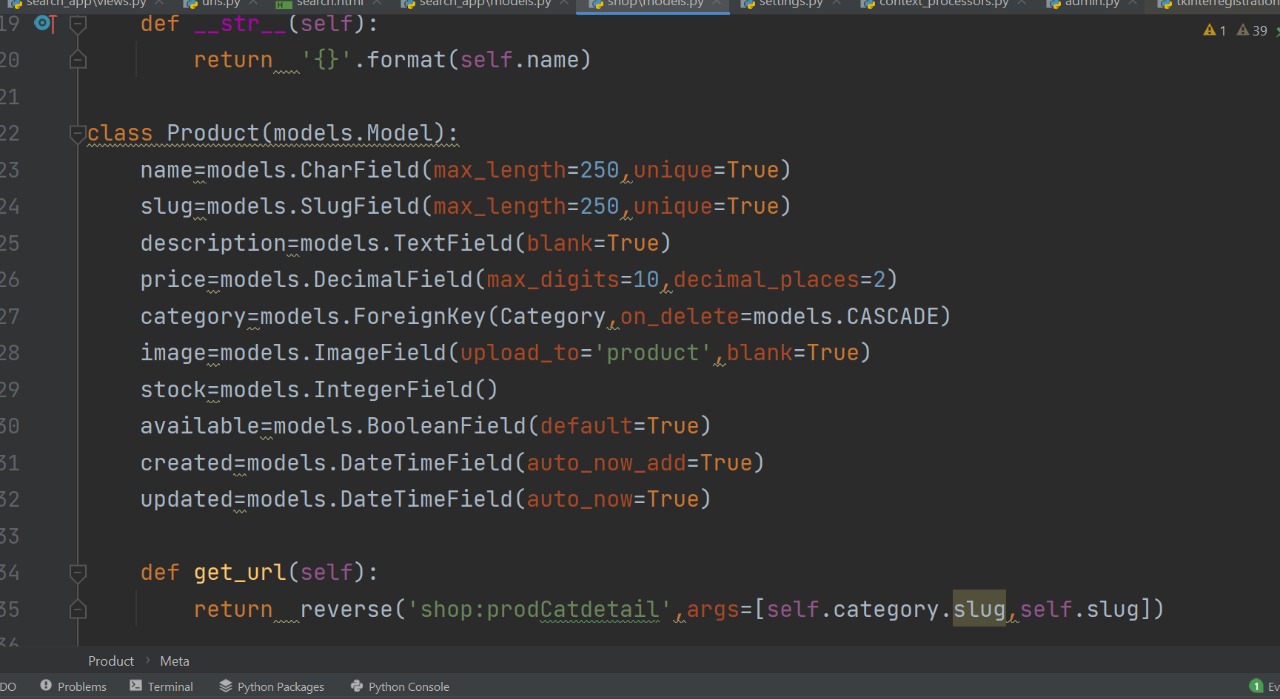 search_app\views.py urls.py search.html search_app\models.py shop\models.py settings.py context_processors.py admin.py tkinterregistration
19 def __str__(self):
20 return '{}'.format(self.name)
21
22 class Product(models.Model):
23 name=models.CharField(max_length=250,unique=True)
24 slug=models.SlugField(max_length=250,unique=True)
25 description=models.TextField(blank=True)
26 price=models.DecimalField(max_digits=10,decimal_places=2)
27 category=models.ForeignKey(Category,on_delete=models.CASCADE)
28 image=models.ImageField(upload_to='product',blank=True)
29 stock=models.IntegerField()
30 available=models.BooleanField(default=True)
31 created=models.DateTimeField(auto_now_add=True)
32 updated=models.DateTimeField(auto_now=True)
33
34 def get_url(self):
35 return reverse('shop:prodCatdetail',args=[self.category.slug,self.slug])
36
1 39
Product › Meta
DO Problems Terminal Python Packages Python Console 1 Ev